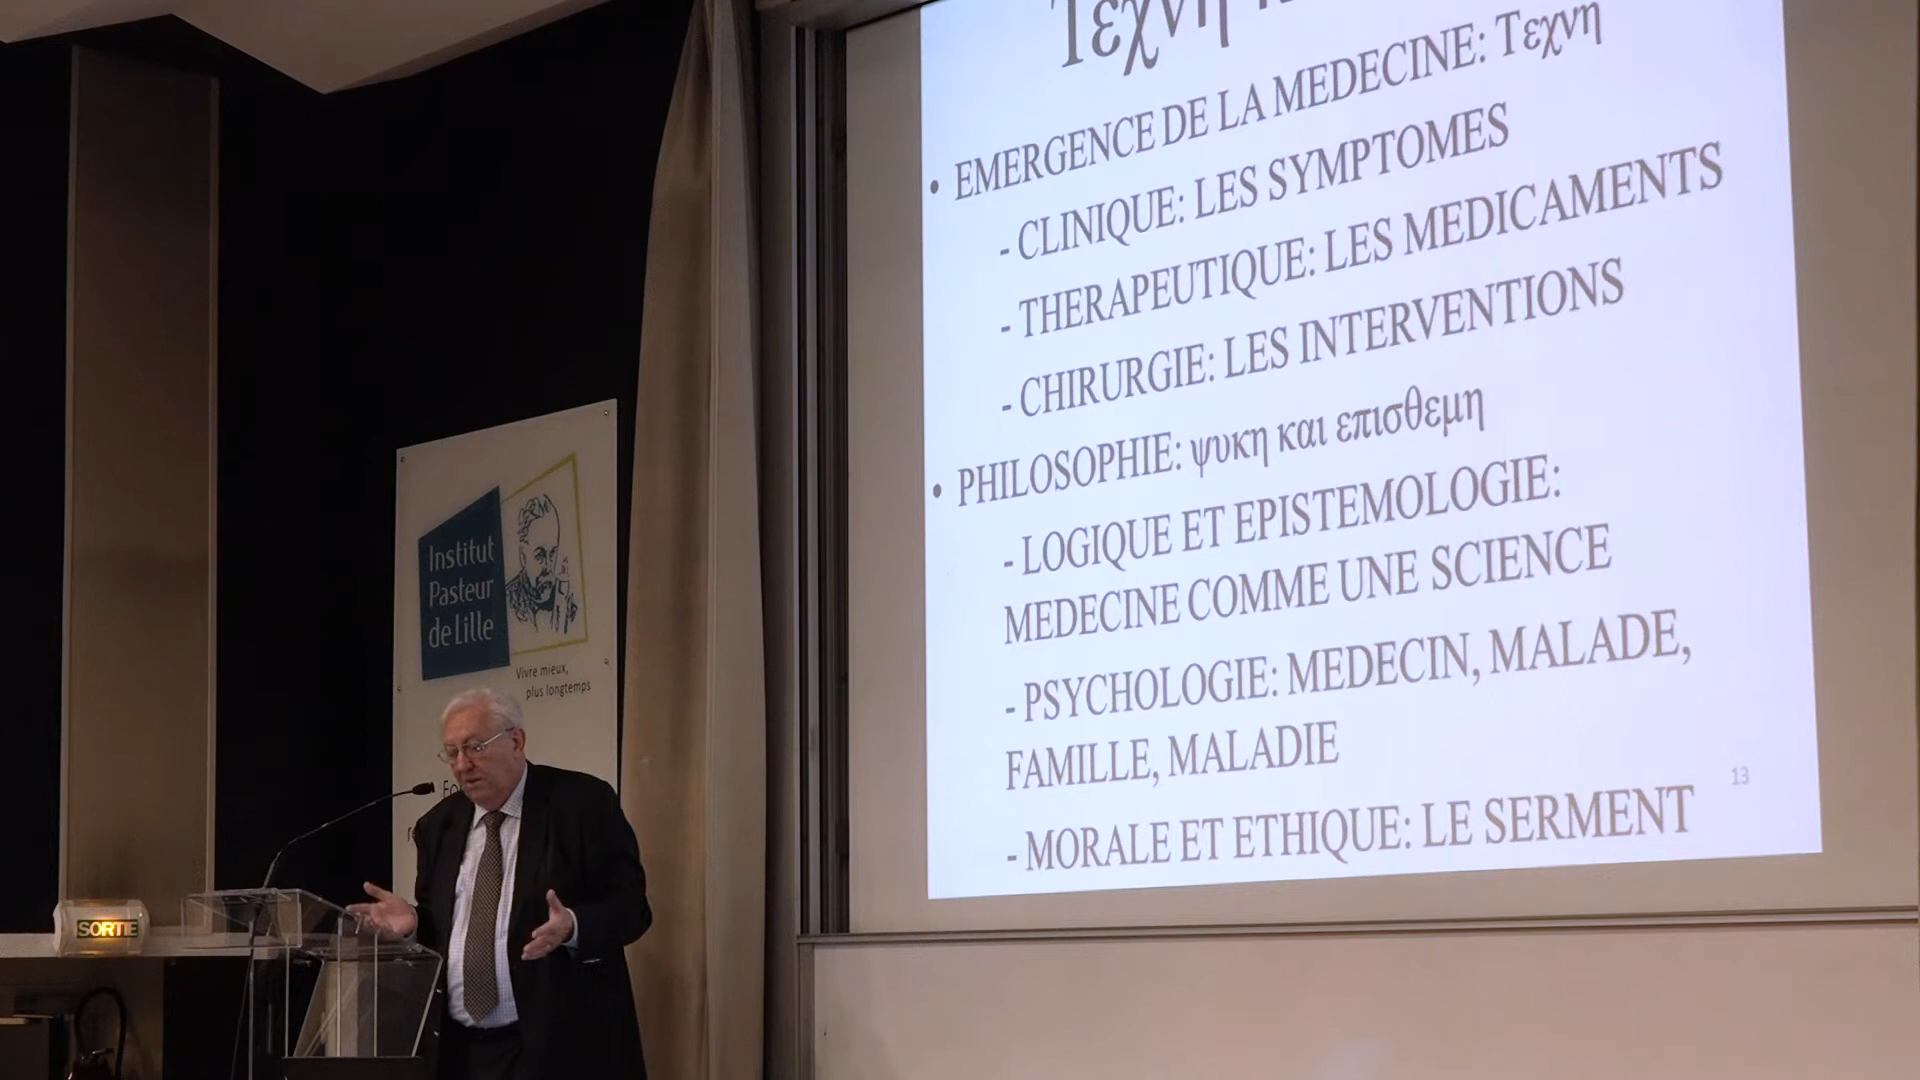 Τεχνη
• EMERGENCE DE LA MEDECINE: Τεχνη
- CLINIQUE: LES SYMPTOMES
- THERAPEUTIQUE: LES MEDICAMENTS
- CHIRURGIE: LES INTERVENTIONS
• PHILOSOPHIE: ψυκη και επισθεμη
- LOGIQUE ET EPISTEMOLOGIE:
MEDECINE COMME UNE SCIENCE
- PSYCHOLOGIE: MEDECIN, MALADE,
FAMILLE, MALADIE
- MORALE ET ETHIQUE: LE SERMENT
13
Institut
Pasteur
de Lille
Vivre mieux,
plus longtemps
SORTIE